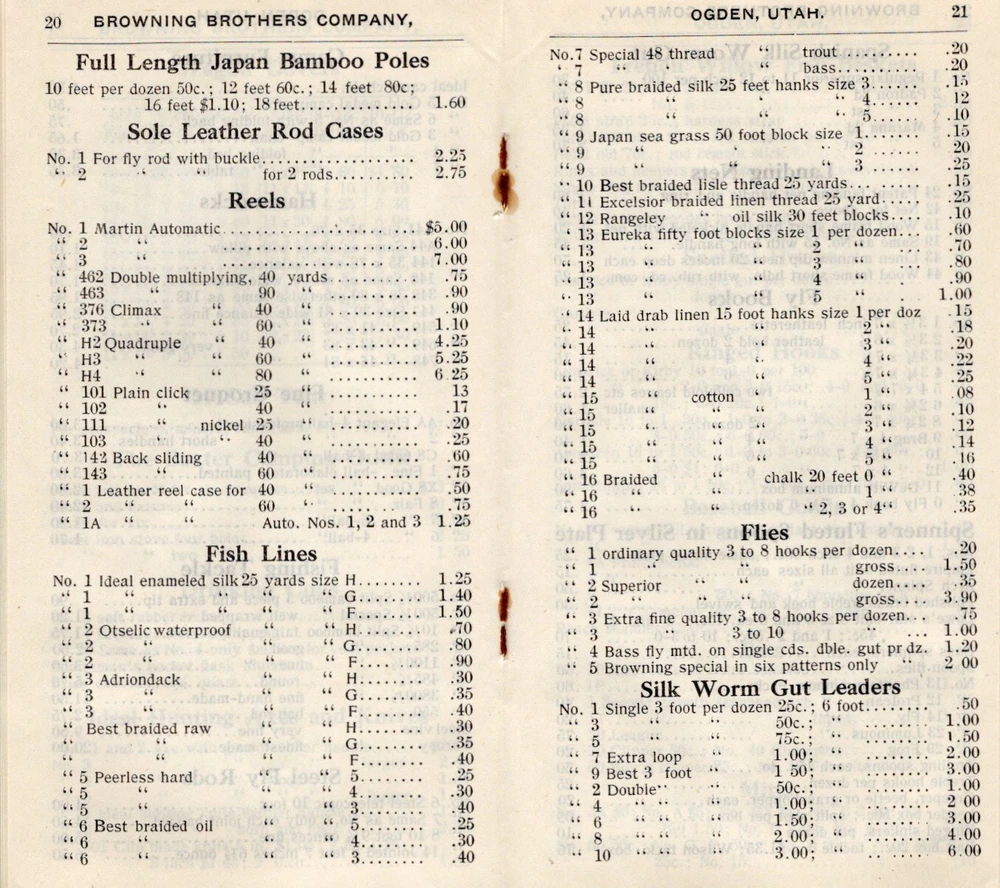 20 BROWNING BROTHERS COMPANY,
Full Length Japan Bamboo Poles
10 feet per dozen 50c.; 12 feet 60c.; 14 feet 80c;
16 feet $1.10; 18 feet................ 1.60
Sole Leather Rod Cases
No. 1 For fly rod with buckle................... 2.25
“ 2 “ “ for 2 rods.......... 2.75
Reels
No. 1 Martin Automatic........................ $5.00
“ 2 “ ........................ 6.00
“ 3 “ ........................ 7.00
“ 462 Double multiplying, 40 yards .......... .75
“ 463 “ 90 “ .......... .90
“ 376 Climax “ 40 “ .......... .90
“ 373 “ “ 60 “ .......... 1.10
“ H2 Quadruple “ 40 “ .......... 4.25
“ H3 “ “ 60 “ .......... 5.25
“ H4 “ “ 80 “ .......... 6 25
“ 101 Plain click 25 “ .......... 13
“ 102 “ 40 “ .......... .17
“ 111 “ nickel 25 “ .......... .20
“ 103 “ “ 40 “ .......... .25
“ 142 Back sliding 40 “ .......... .60
“ 143 “ 60 “ .......... .75
“ 1 Leather reel case for 40 “ .......... .50
“ 2 “ “ 60 “ .......... .75
“ 1A “ “ Auto. Nos. 1, 2 and 3 1.25
Fish Lines
No. 1 Ideal enameled silk 25 yards size H........ 1.25
“ 1 “ “ “ G........ 1.40
“ 1 “ “ “ F........ 1.50
“ 2 Otselic waterproof “ “ H........ .70
“ 2 “ “ “ G........ .80
“ 2 “ “ “ F........ .90
“ 3 Adriondack “ “ H........ .30
“ 3 “ “ “ G........ .35
“ 3 “ “ “ F........ .40
“ Best braided raw “ “ H........ .30
“ “ “ “ G........ .35
“ “ “ “ F........ .40
“ 5 Peerless hard “ “ 5........ .25
“ 5 “ “ “ 4........ .30
“ 5 “ “ “ 3........ .40
“ 6 Best braided oil “ “ 5........ .25
“ 6 “ “ “ 4........ .30
“ 6 “ “ “ 3........ .40
OGDEN, UTAH. 21
No. 7 Special 48 thread “ trout.......... .20
“ 7 “ “ “ bass.......... .20
“ 8 Pure braided silk 25 feet hanks size 3........ .15
“ 8 “ “ “ 4........ 12
“ 8 “ “ “ 5........ .10
“ 9 Japan sea grass 50 foot block size 1........ .15
“ 9 “ “ “ 2........ 20
“ 9 “ “ “ 3........ .25
“ 10 Best braided lisle thread 25 yards.......... .15
“ 11 Excelsior braided linen thread 25 yard...... .25
“ 12 Rangeley “ oil silk 30 feet blocks.... .10
“ 13 Eureka fifty foot blocks size 1 per dozen... .60
“ 13 “ “ 2 “ .70
“ 13 “ “ 3 “ .80
“ 13 “ “ 4 “ .90
“ 13 “ “ 5 “ 1.00
“ 14 Laid drab linen 15 foot hanks size 1 per doz .15
“ 14 “ “ 2 “ .18
“ 14 “ “ 3 “ .20
“ 14 “ “ 4 “ .22
“ 14 “ “ 5 “ .25
“ 15 “ cotton “ 1 “ .08
“ 15 “ “ “ 2 “ .10
“ 15 “ “ “ 3 “ .12
“ 15 “ “ “ 4 “ .14
“ 15 “ “ “ 5 “ 16
“ 16 Braided chalk 20 feet 0 “ .40
“ 16 “ “ “ 1 “ .38
“ 16 “ “ “ 2, 3 or 4 “ .35
Flies
“ 1 ordinary quality 3 to 8 hooks per dozen.... .20
“ 1 “ “ gross... 1.50
“ 2 Superior “ “ dozen... .35
“ 2 “ “ “ gross... 3.90
“ 3 Extra fine quality 3 to 8 hooks per dozen... .75
“ 3 “ 3 to 10 “ “ ... 1.00
“ 4 Bass fly mtd. on single cds. dble. gut pr dz. 1.20
“ 5 Browning special in six patterns only “ 2 00
Silk Worm Gut Leaders
No. 1 Single 3 foot per dozen 25c.; 6 foot....... .50
“ 3 “ “ 50c.; “ ........ 1.00
“ 5 “ “ 75c.; “ ........ 1.50
“ 7 Extra loop 1.00; “ ........ 2.00
“ 9 Best 3 foot “ 1 50; “ ........ 3.00
“ 2 Double “ “ 50c.; “ ........ 1.00
“ 4 “ “ 1.00; “ ........ 2 00
“ 6 “ “ 1.50; “ ........ 3.00
“ 8 “ “ 2.00; “ ........ 4.00
“ 10 “ “ 3.00; “ ........ 6.00